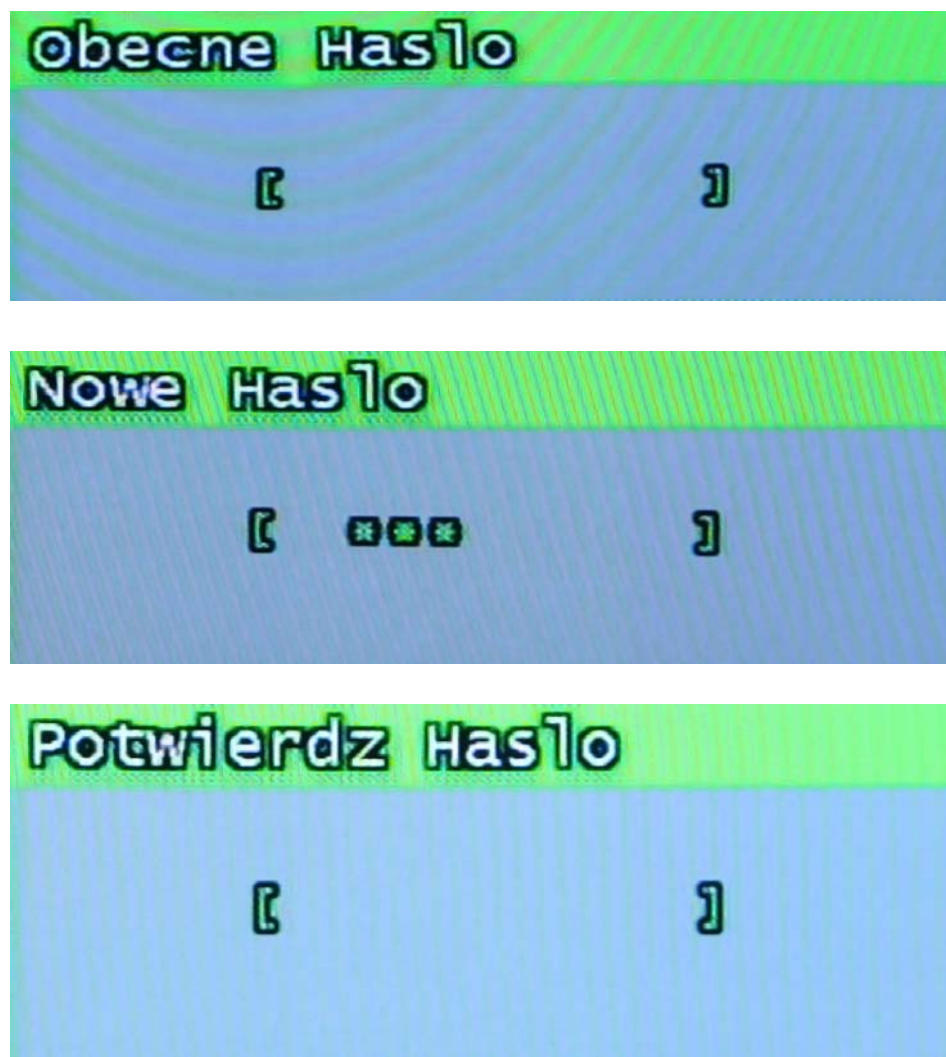 Obecne Haslo
[ ]
Nowe Haslo
[ *** ]
Potwierdz Haslo
[ ]